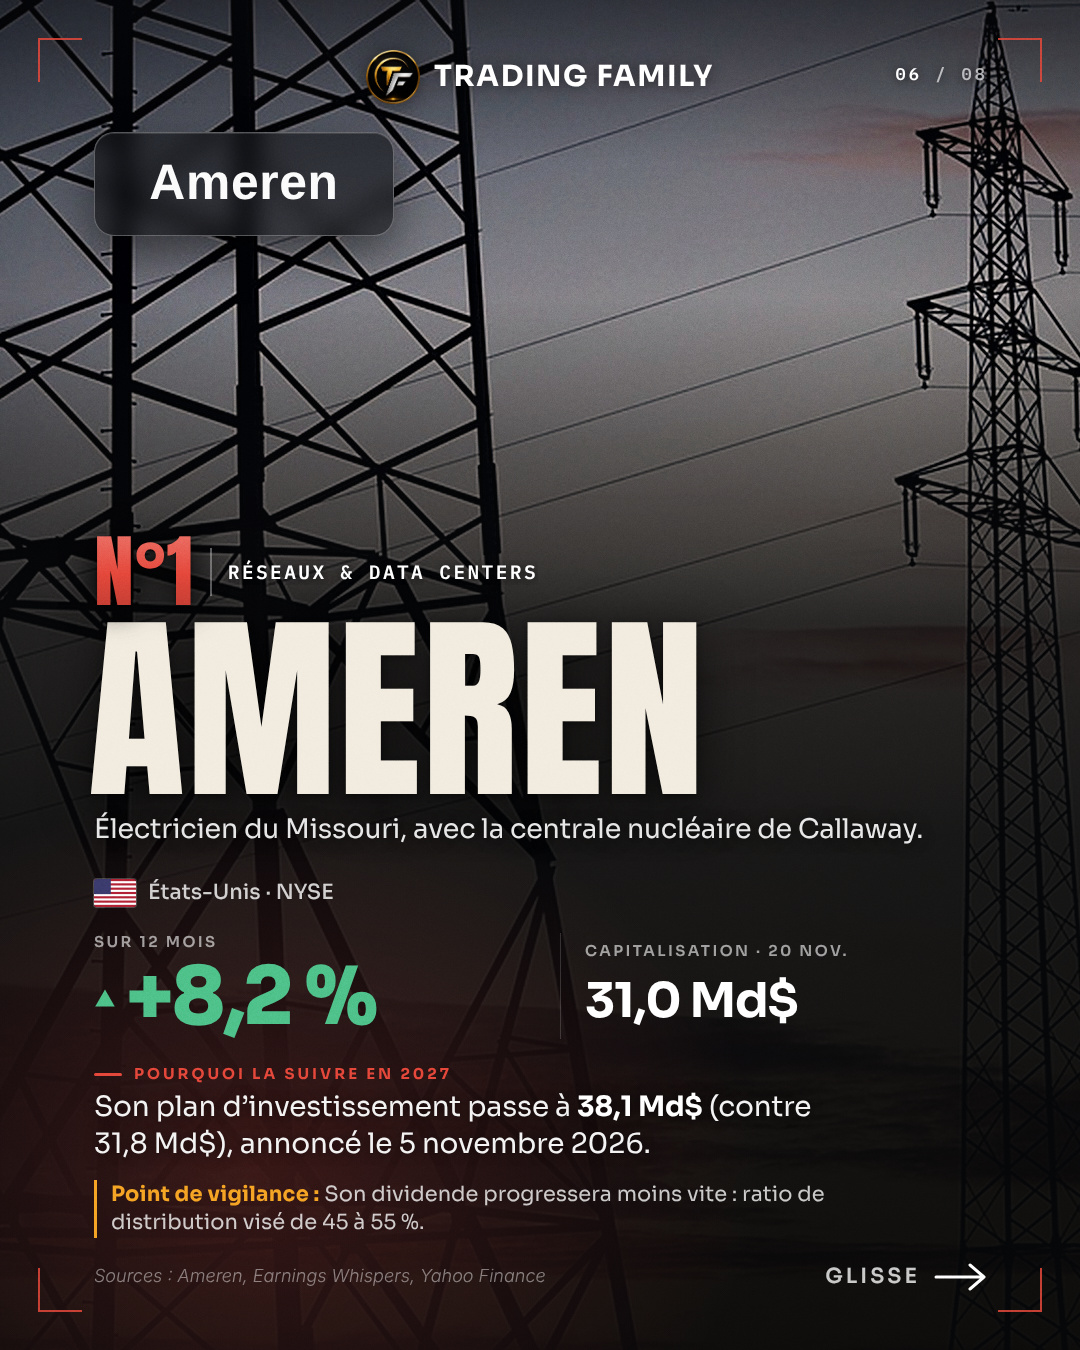 TF TRADING FAMILY
06 / 08
Ameren
N°1
RÉSEAUX & DATA CENTERS
AMEREN
Électricien du Missouri, avec la centrale nucléaire de Callaway.
États-Unis · NYSE
SUR 12 MOIS
+8,2 %
CAPITALISATION · 20 NOV.
31,0 Md$
POURQUOI LA SUIVRE EN 2027
Son plan d’investissement passe à 38,1 Md$ (contre
31,8 Md$), annoncé le 5 novembre 2026.
Point de vigilance : Son dividende progressera moins vite : ratio de
distribution visé de 45 à 55 %.
Sources : Ameren, Earnings Whispers, Yahoo Finance
GLISSE